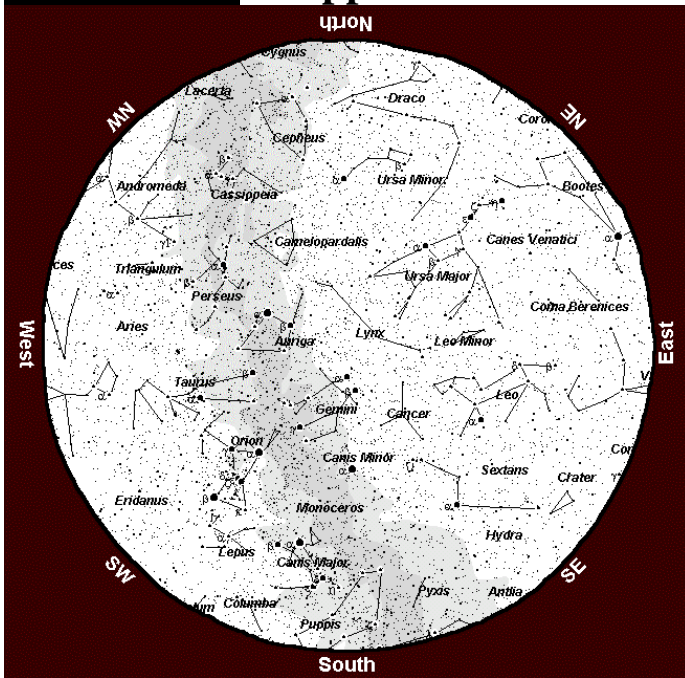 North
Cygnus
Lacerta
Draco
NW
NE
Cepheus
Andromeda
Cassiopeia
Ursa Minor
Bootes
Camelopardalis
Canes Venatici
Triangulum
Ursa Major
Perseus
Coma Berenices
Aries
Auriga
Lynx
Leo Minor
West
East
Taurus
Gemini
Cancer
Leo
Orion
Canis Minor
Sextans
Crater
Eridanus
Monoceros
Hydra
Lepus
Canis Major
SW
SE
Columba
Pyxis
Antlia
Puppis
South